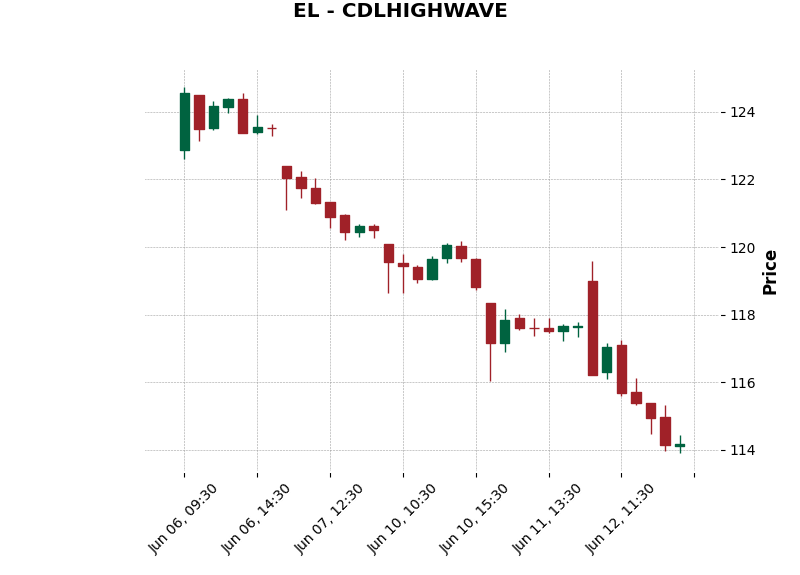 EL - CDLHIGHWAVE
124
122
120
118
116
114
Price
Jun 06, 09:30
Jun 06, 14:30
Jun 07, 12:30
Jun 10, 10:30
Jun 10, 15:30
Jun 11, 13:30
Jun 12, 11:30